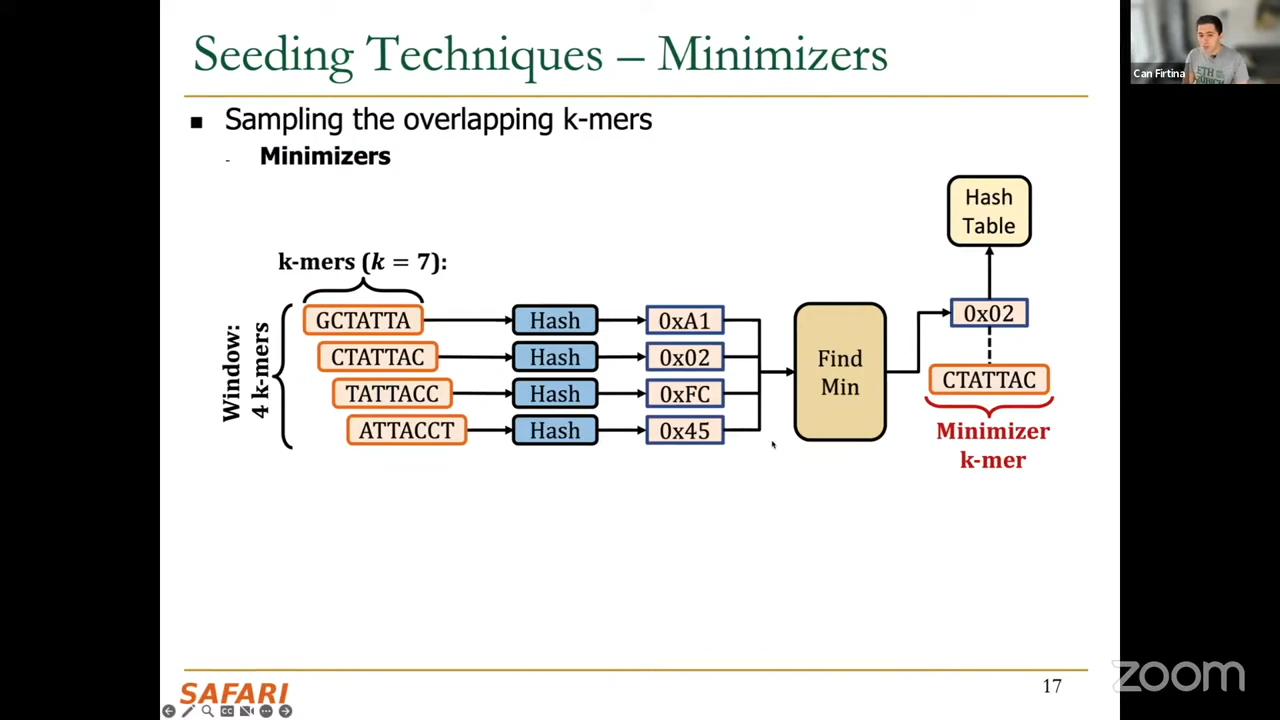 Seeding Techniques – Minimizers
Can Firtina
■ Sampling the overlapping k-mers
- Minimizers
Hash
Table
k-mers (k = 7):
Window:
4 k-mers
GCTATTA Hash 0xA1
CTATTAC Hash 0x02
TATTACC Hash 0xFC
ATTACCT Hash 0x45
Find
Min
0x02
CTATTAC
Minimizer
k-mer
SAFARI
17
zoom